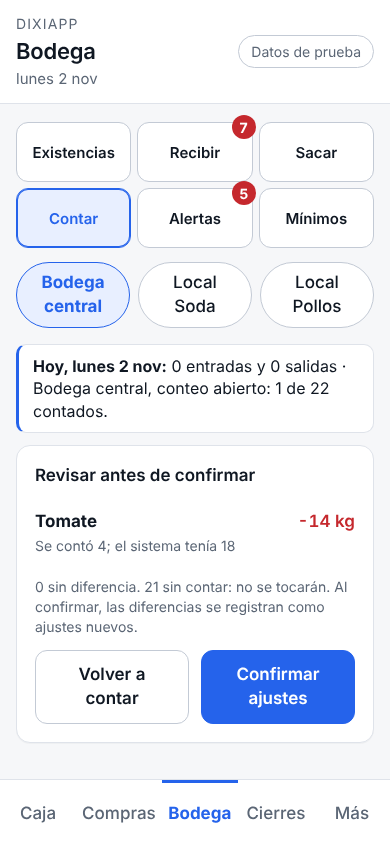 DIXIAPP
Bodega
lunes 2 nov
Datos de prueba
Existencias
Recibir
7
Sacar
Contar
Alertas
5
Mínimos
Bodega
central
Local
Soda
Local
Pollos
Hoy, lunes 2 nov: 0 entradas y 0 salidas ·
Bodega central, conteo abierto: 1 de 22
contados.
Revisar antes de confirmar
Tomate
-14 kg
Se contó 4; el sistema tenía 18
0 sin diferencia. 21 sin contar: no se tocarán. Al
confirmar, las diferencias se registran como
ajustes nuevos.
Volver a
contar
Confirmar
ajustes
Caja
Compras
Bodega
Cierres
Más